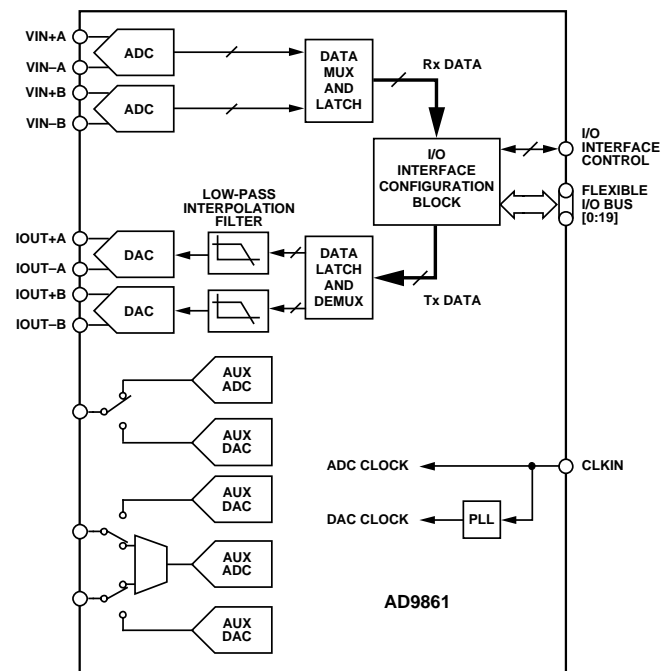 VIN+A
VIN–A
VIN+B
VIN–B
ADC
ADC
DATA
MUX
AND
LATCH
Rx DATA
I/O
INTERFACE
CONFIGURATION
BLOCK
I/O
INTERFACE
CONTROL
FLEXIBLE
I/O BUS
[0:19]
LOW-PASS
INTERPOLATION
FILTER
IOUT+A
IOUT–A
IOUT+B
IOUT–B
DAC
DAC
DATA
LATCH
AND
DEMUX
Tx DATA
AUX
ADC
AUX
DAC
AUX
DAC
AUX
ADC
AUX
DAC
ADC CLOCK
CLKIN
DAC CLOCK
PLL
AD9861